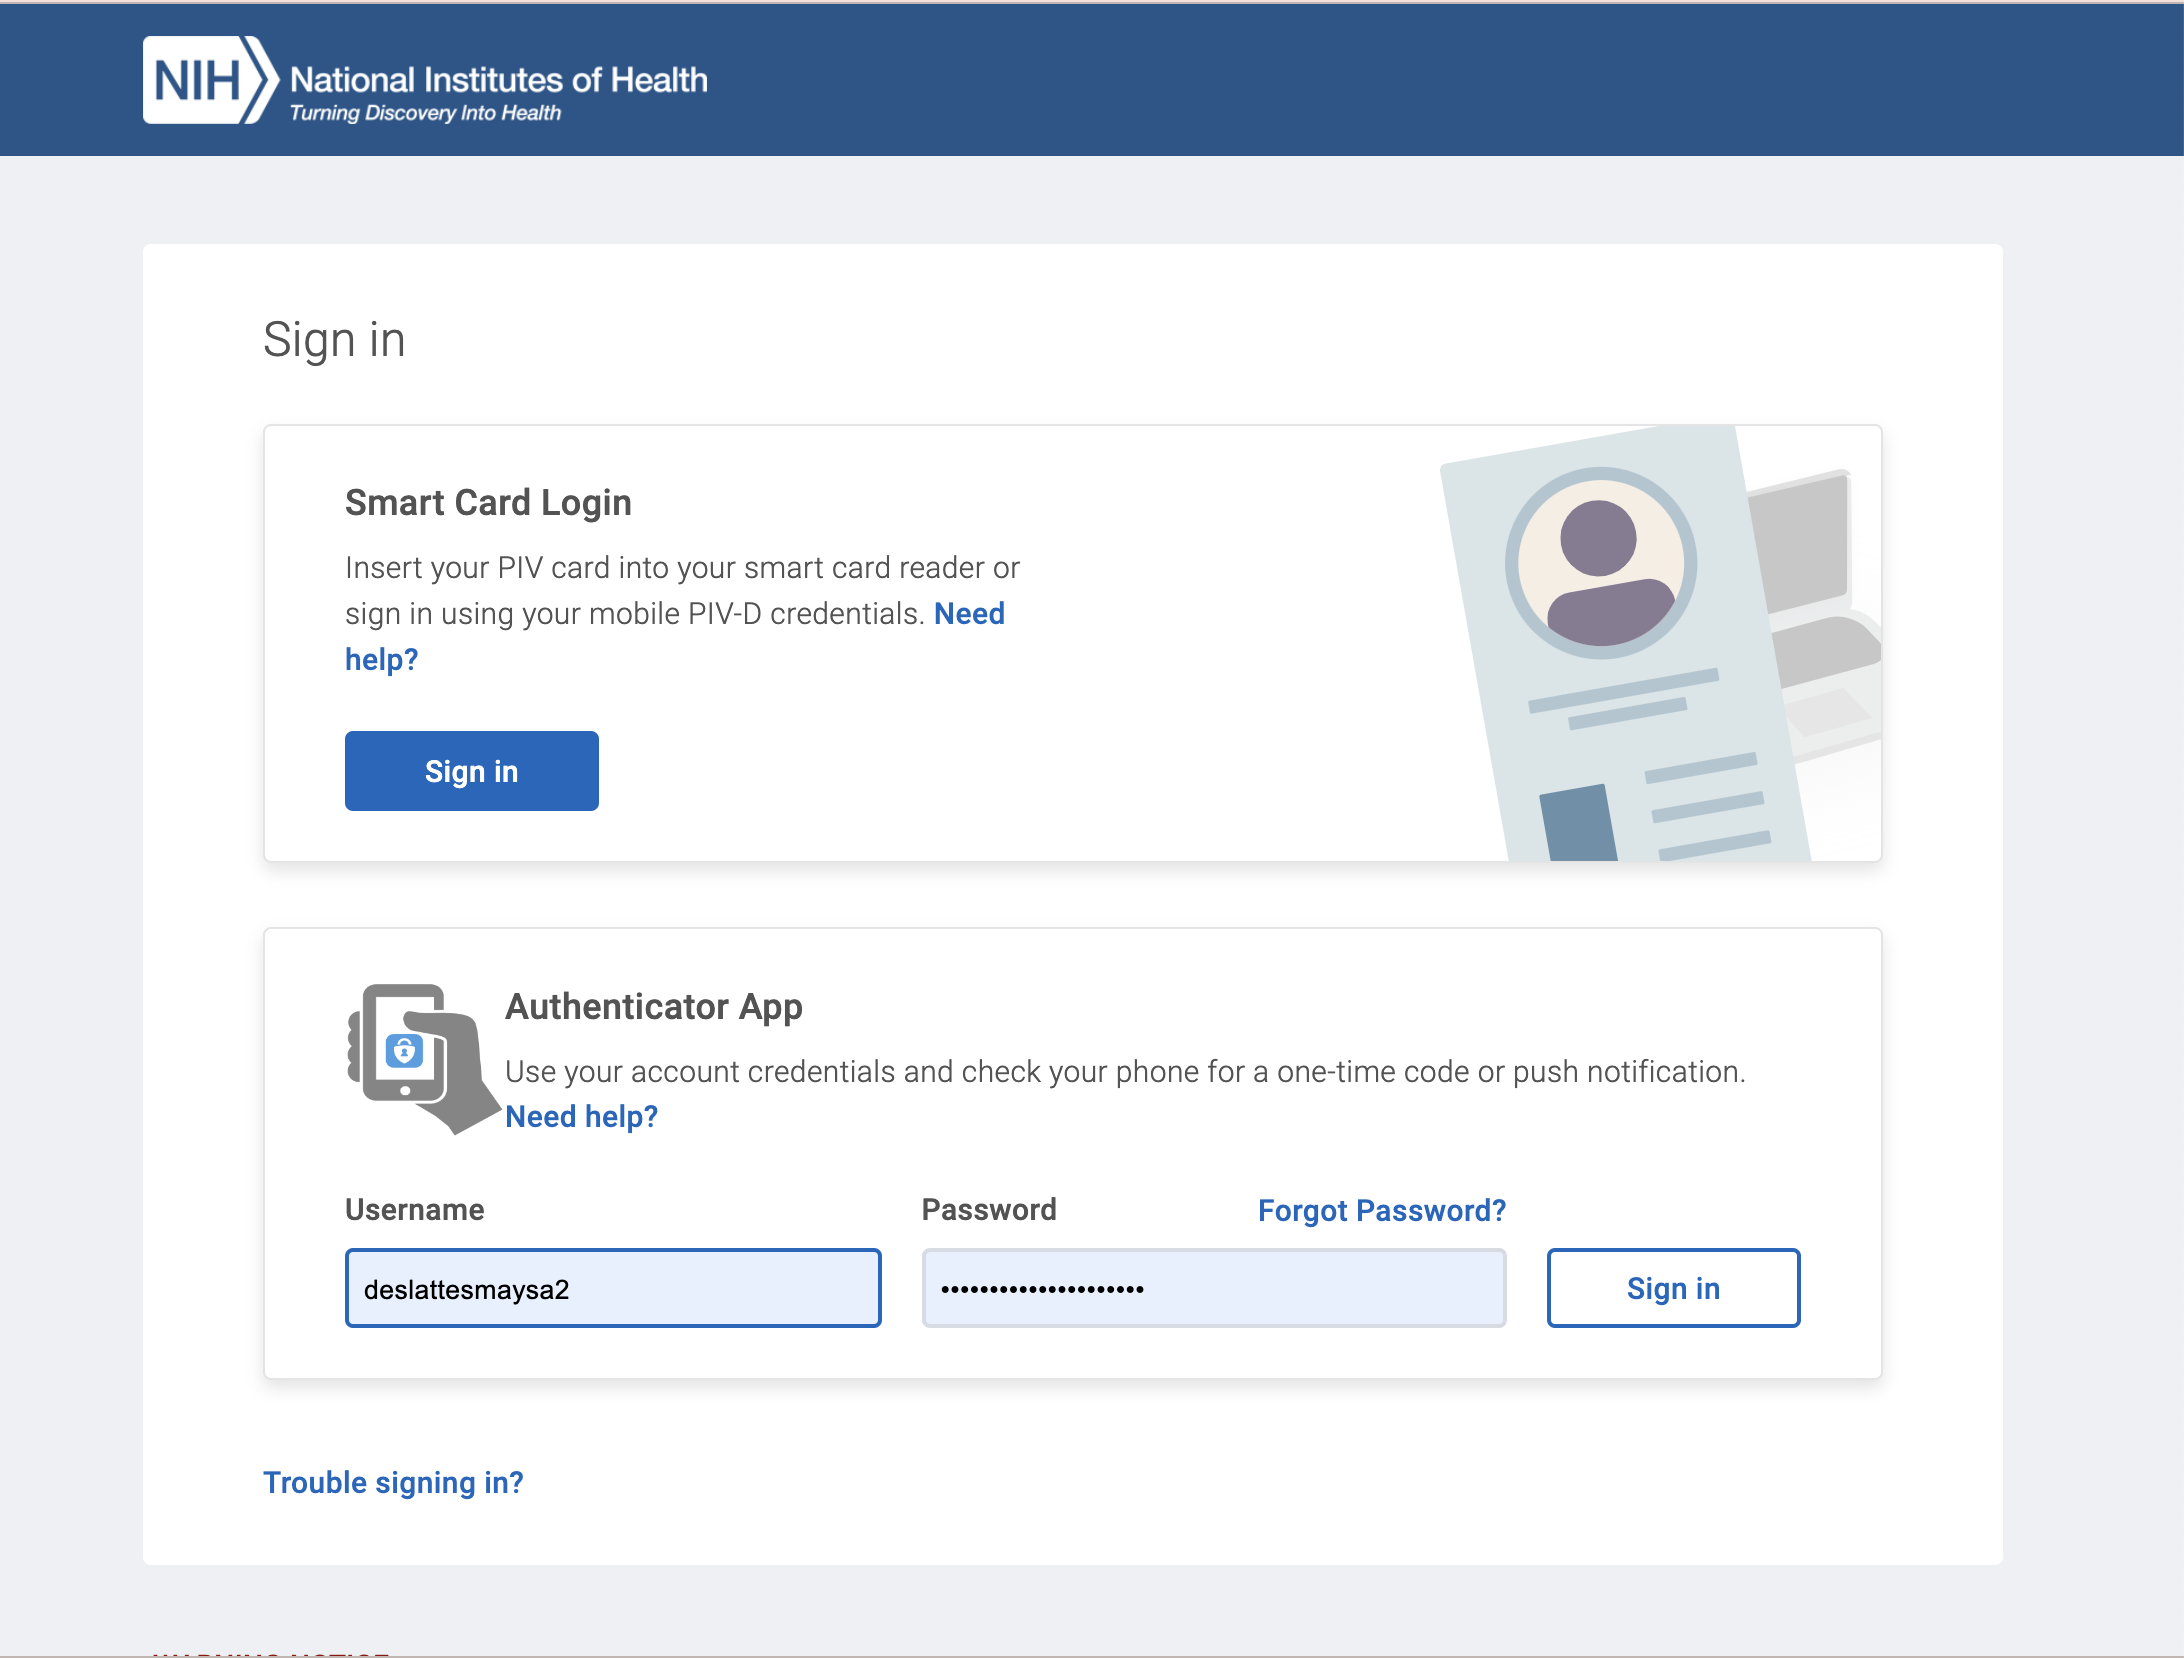 NIH National Institutes of Health
Turning Discovery Into Health
Sign in
Smart Card Login
Insert your PIV card into your smart card reader or
sign in using your mobile PIV-D credentials. Need
help?
Sign in
Authenticator App
Use your account credentials and check your phone for a one-time code or push notification.
Need help?
Username
Password
Forgot Password?
deslattesmaysa2
••••••••••••••••••••
Sign in
Trouble signing in?